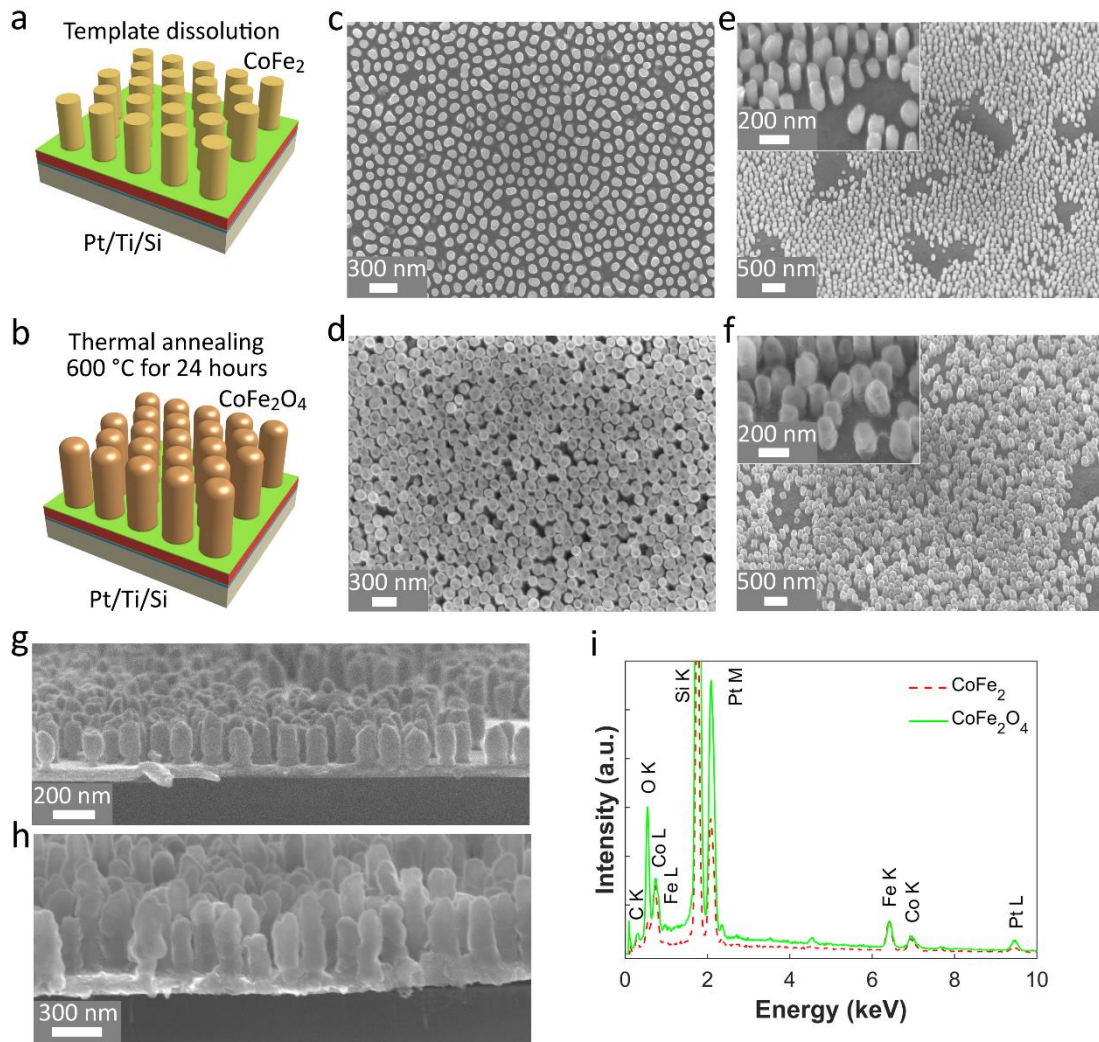 a
Template dissolution
CoFe₂
Pt/Ti/Si
b
Thermal annealing
600 °C for 24 hours
CoFe₂O₄
Pt/Ti/Si
c
300 nm
d
300 nm
e
200 nm
500 nm
f
200 nm
500 nm
g
200 nm
h
300 nm
i
Intensity (a.u.)
C K
O K
Co L
Fe L
Si K
Pt M
Fe K
Co K
Pt L
CoFe₂
CoFe₂O₄
0 2 4 6 8 10
Energy (keV)